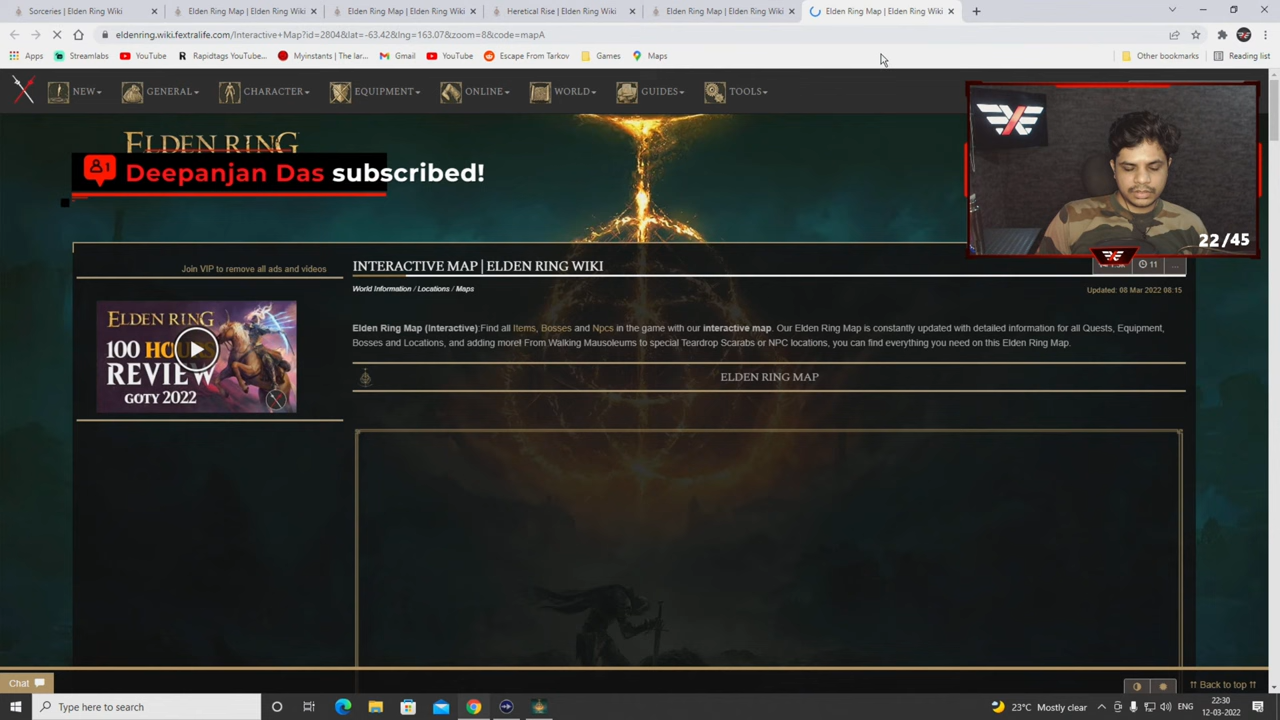 Sorceries | Elden Ring Wiki
Elden Ring Map | Elden Ring Wiki
Elden Ring Map | Elden Ring Wiki
Heretical Rise | Elden Ring Wiki
Elden Ring Map | Elden Ring Wiki
Elden Ring Map | Elden Ring Wiki
eldenring.wiki.fextralife.com/Interactive+Map?id=2804&lat=-63.42&lng=163.07&zoom=8&code=mapA
Apps
Streamlabs
YouTube
Rapidtags YouTube...
Myinstants | The lar...
Gmail
YouTube
Escape From Tarkov
Games
Maps
Other bookmarks
Reading list
NEW
GENERAL
CHARACTER
EQUIPMENT
ONLINE
WORLD
GUIDES
TOOLS
ELDEN RING
1
Deepanjan Das subscribed!
22/45
Join VIP to remove all ads and videos
INTERACTIVE MAP | ELDEN RING WIKI
11
...
World Information / Locations / Maps
Updated: 08 Mar 2022 08:15
ELDEN RING
100 HO
REVIEW
GOTY 2022
Elden Ring Map (Interactive):Find all Items, Bosses and Npcs in the game with our interactive map. Our Elden Ring Map is constantly updated with detailed information for all Quests, Equipment,
Bosses and Locations, and adding more! From Walking Mausoleums to special Teardrop Scarabs or NPC locations, you can find everything you need on this Elden Ring Map.
ELDEN RING MAP
Chat
Back to top
Type here to search
23°C Mostly clear
ENG
22:30
12-03-2022